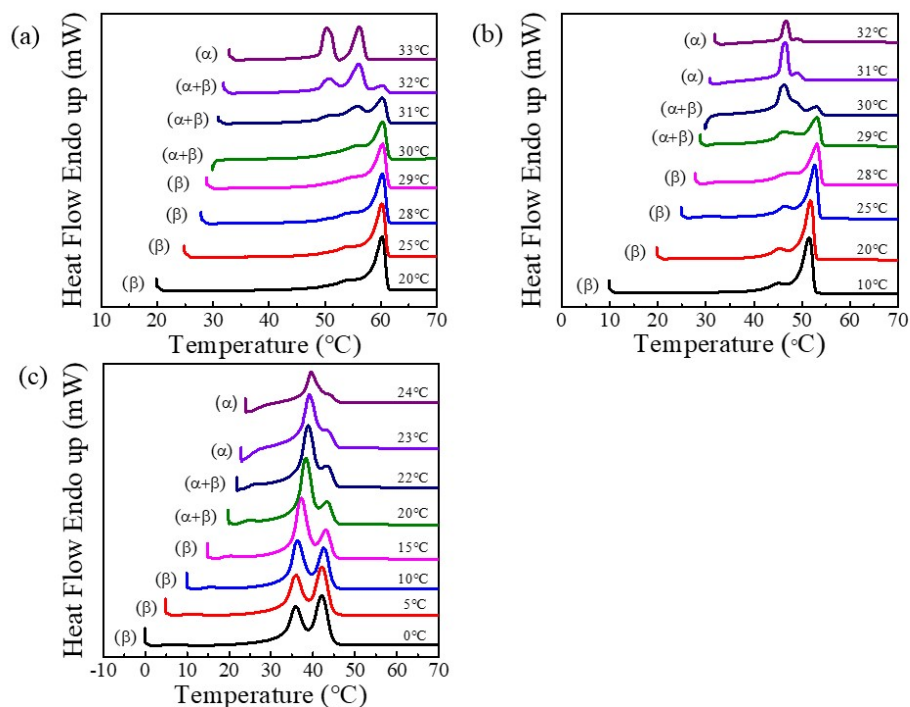 (a)
Heat Flow Endo up (mW)
(α)
33°C
(α+β)
32°C
(α+β)
31°C
(α+β)
30°C
(β)
29°C
(β)
28°C
(β)
25°C
(β)
20°C
10 20 30 40 50 60 70
Temperature (°C)
(b)
Heat Flow Endo up (mW)
(α)
32°C
(α)
31°C
(α+β)
30°C
(α+β)
29°C
(β)
28°C
(β)
25°C
(β)
20°C
(β)
10°C
0 10 20 30 40 50 60 70
Temperature (°C)
(c)
Heat Flow Endo up (mW)
(α)
24°C
(α)
23°C
(α+β)
22°C
(α+β)
20°C
(β)
15°C
(β)
10°C
(β)
5°C
(β)
0°C
-10 0 10 20 30 40 50 60 70
Temperature (°C)